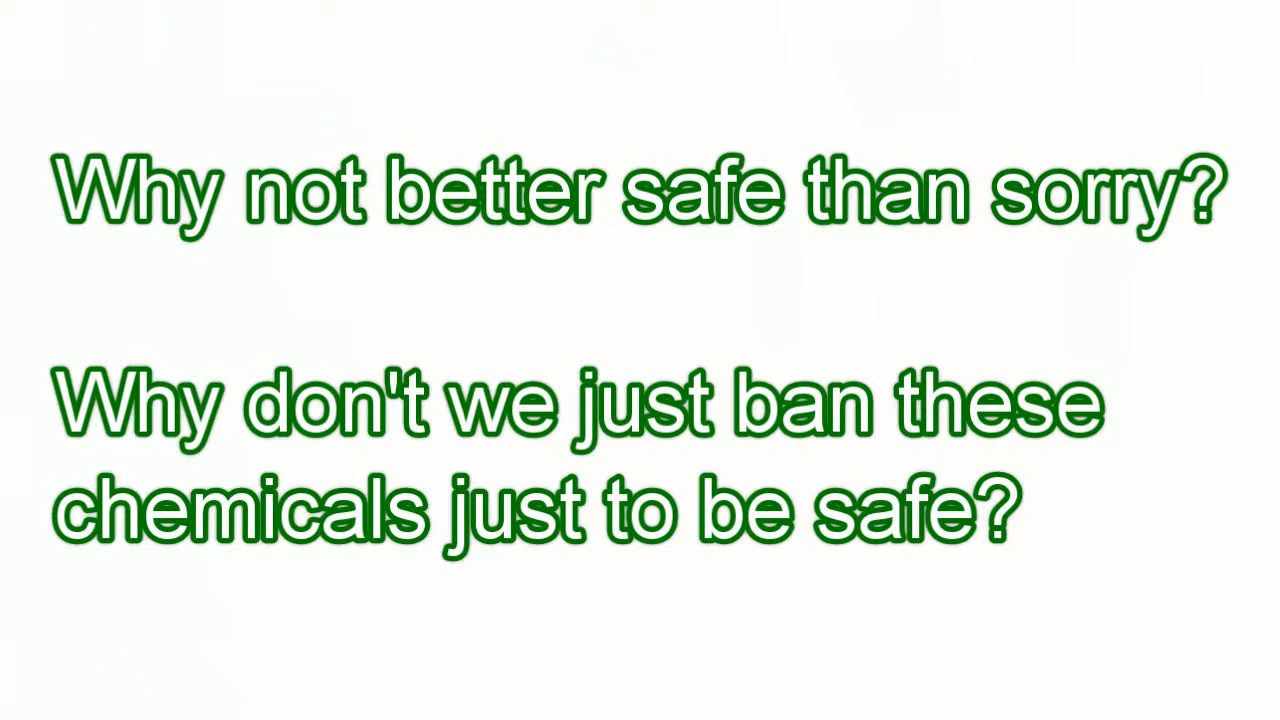 Why not better safe than sorry?
Why don't we just ban these
chemicals just to be safe?